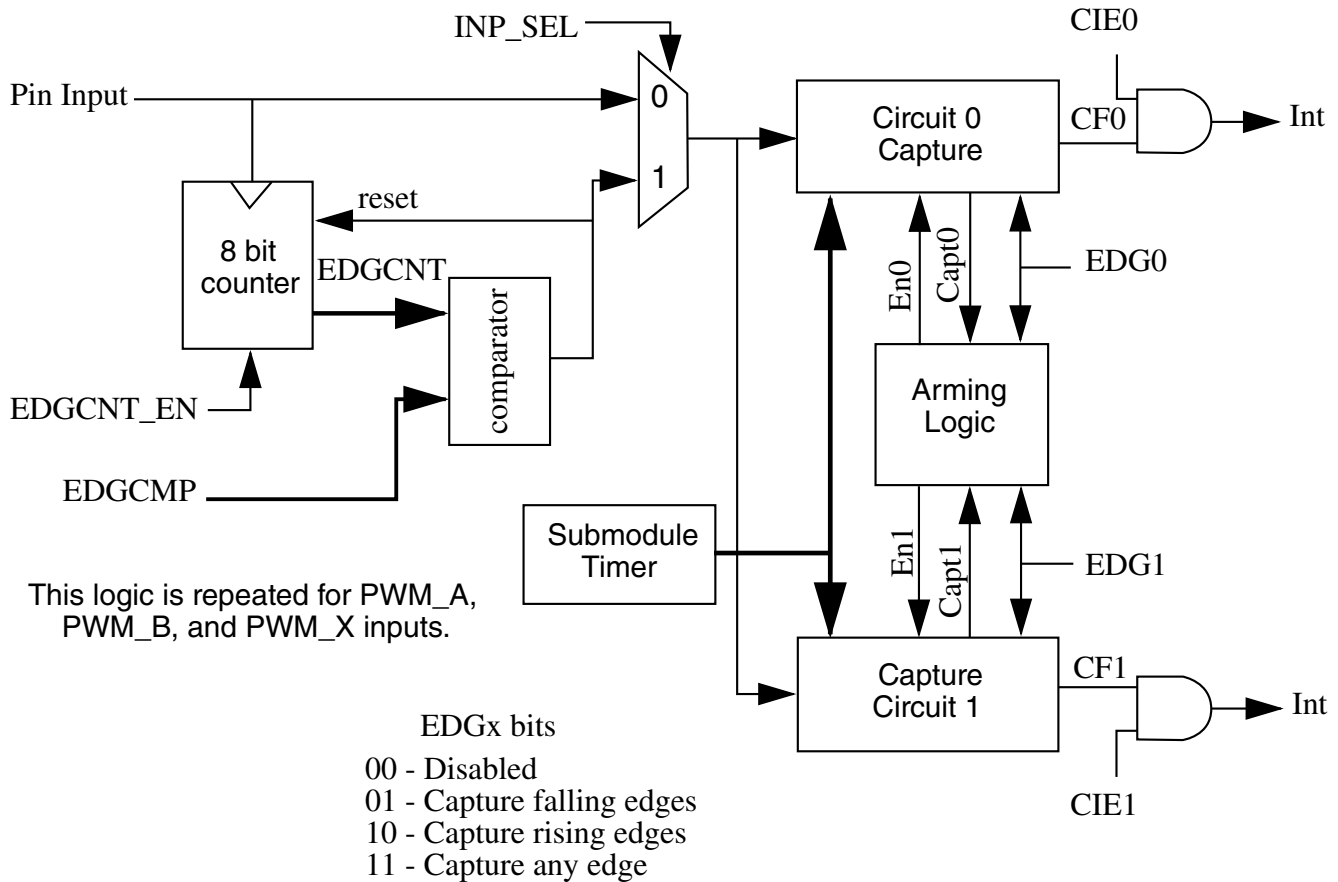 INP_SEL
CIE0
Pin Input
0
Circuit 0
Capture
CF0
Int
1
reset
8 bit
counter
EDGCNT
comparator
En0
Capt0
EDG0
EDGCNT_EN
Arming
Logic
EDGCMP
Submodule
Timer
En1
Capt1
EDG1
This logic is repeated for PWM_A,
PWM_B, and PWM_X inputs.
Capture
Circuit 1
CF1
Int
CIE1
EDGx bits
00 - Disabled
01 - Capture falling edges
10 - Capture rising edges
11 - Capture any edge